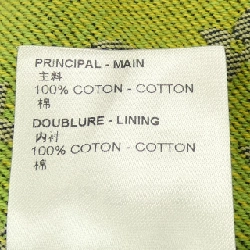 PRINCIPAL - MAIN
主料
100% COTON - COTTON
棉
DOUBLURE - LINING
内衬
100% COTON - COTTON
棉